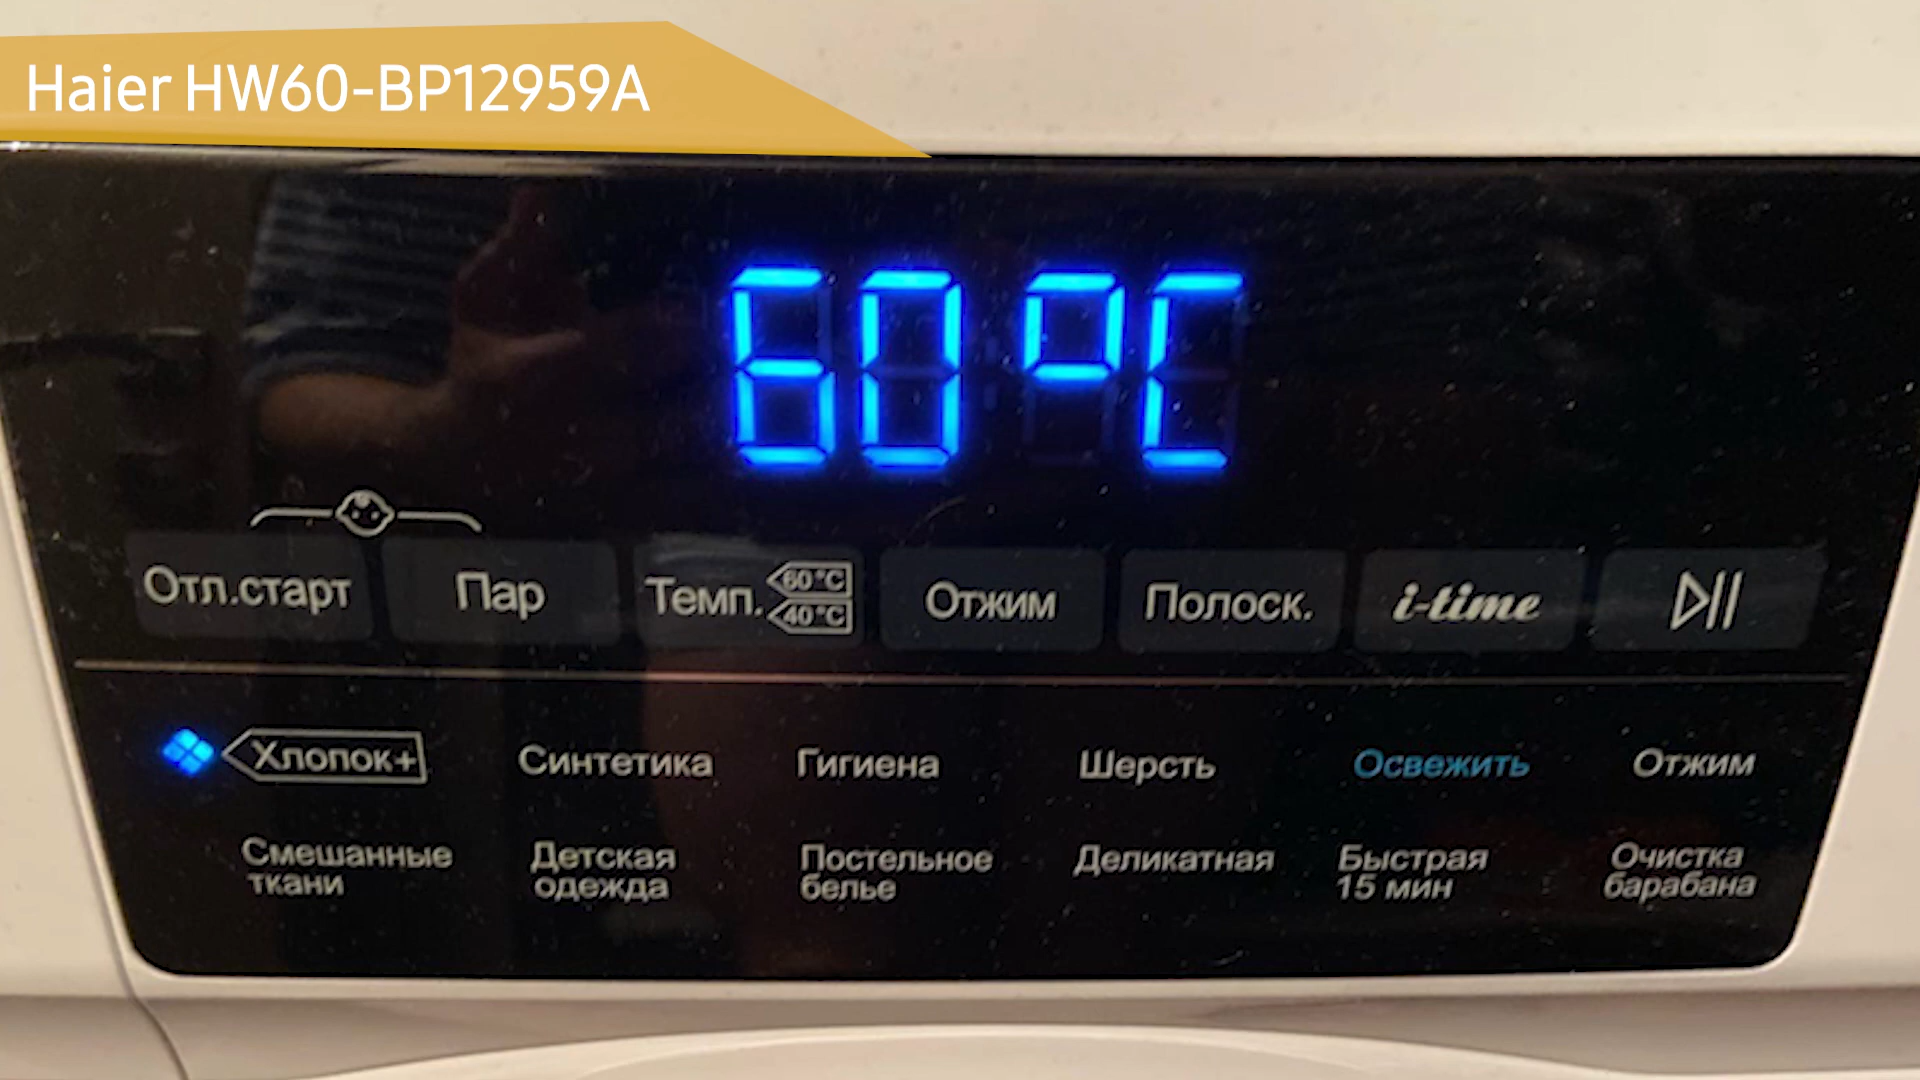 Haier HW60-BP12959A
60°C
Отл.старт Пар Темп. 60°C 40°C Отжим Полоск. i-time
Хлопок+ Синтетика Гигиена Шерсть Освежить Отжим
Смешанные ткани Детская одежда Постельное белье Деликатная Быстрая 15 мин Очистка барабана